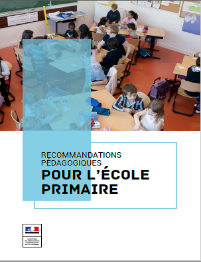 RECOMMANDATIONS
PÉDAGOGIQUES
POUR L'ÉCOLE
PRIMAIRE